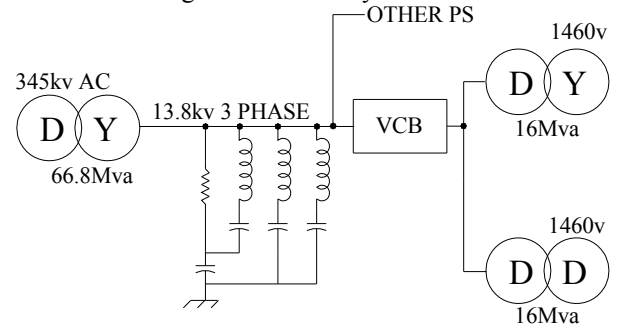 OTHER PS
1460v
345kv AC
D Y
13.8kv 3 PHASE
VCB
D Y
66.8Mva
16Mva
1460v
D D
16Mva